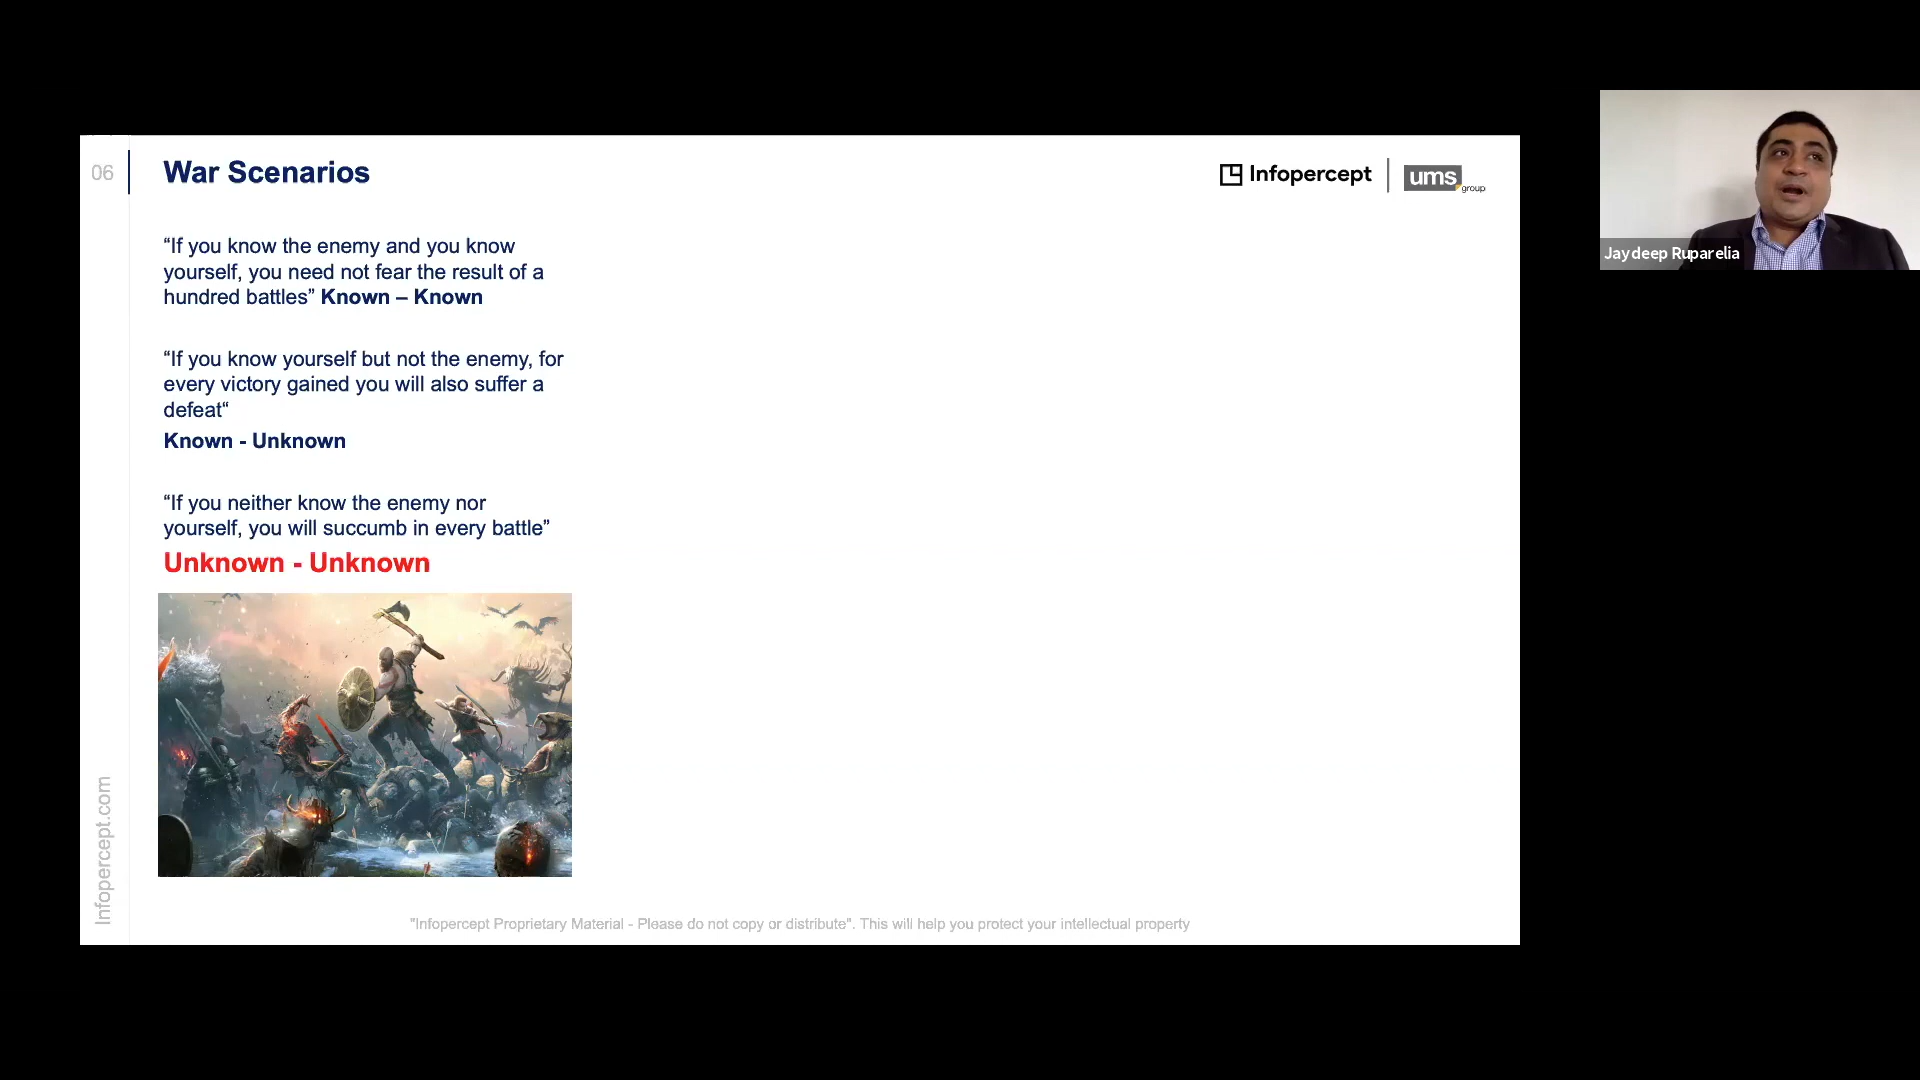 06
War Scenarios
Infopercept
ums
group
“If you know the enemy and you know
yourself, you need not fear the result of a
hundred battles” Known – Known
“If you know yourself but not the enemy, for
every victory gained you will also suffer a
defeat“
Known - Unknown
“If you neither know the enemy nor
yourself, you will succumb in every battle”
Unknown - Unknown
Infopercept.com
"Infopercept Proprietary Material - Please do not copy or distribute". This will help you protect your intellectual property
Jaydeep Ruparelia